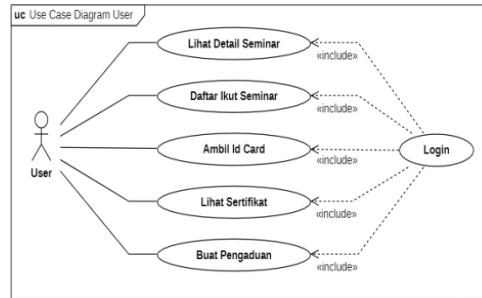 uc Use Case Diagram User
Lihat Detail Seminar
«include»
Daftar Ikut Seminar
«include»
Ambil Id Card
«include»
Login
User
Lihat Sertifikat
«include»
Buat Pengaduan
«include»